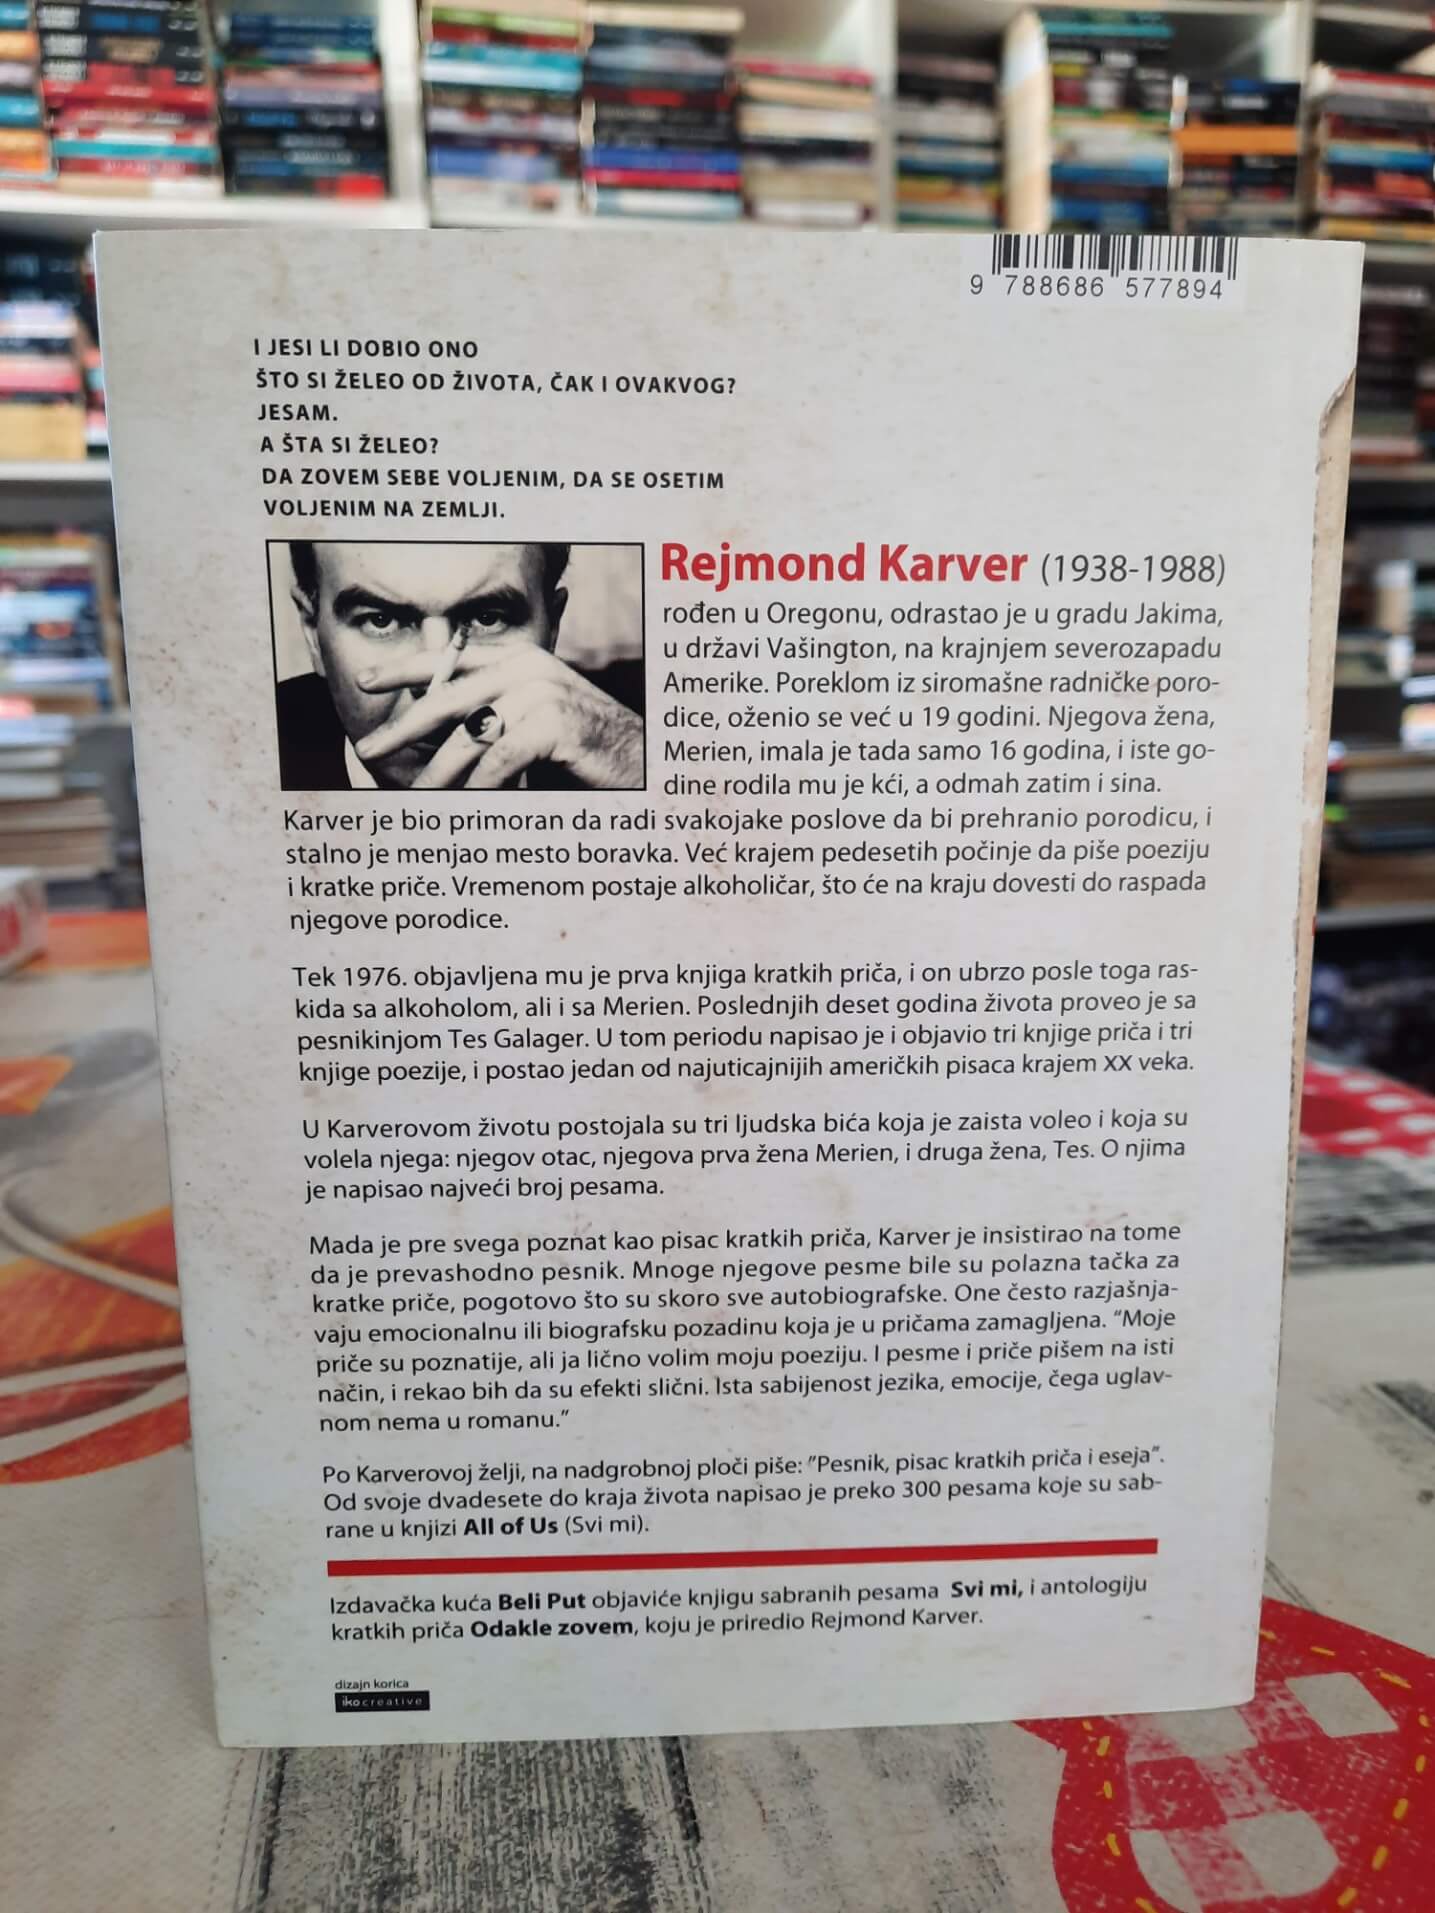 9 788686 577894
I JESI LI DOBIO ONO
ŠTO SI ŽELEO OD ŽIVOTA, ČAK I OVAKVOG?
JESAM.
A ŠTA SI ŽELEO?
DA ZOVEM SEBE VOLJENIM, DA SE OSETIM
VOLJENIM NA ZEMLJI.
Rejmond Karver (1938-1988)
rođen u Oregonu, odrastao je u gradu Jakima,
u državi Vašington, na krajnjem severozapadu
Amerike. Poreklom iz siromašne radničke poro-
dice, oženio se već u 19 godini. Njegova žena,
Merien, imala je tada samo 16 godina, i iste go-
dine rodila mu je kći, a odmah zatim i sina.
Karver je bio primoran da radi svakojake poslove da bi prehranio porodicu, i
stalno je menjao mesto boravka. Već krajem pedesetih počinje da piše poeziju
i kratke priče. Vremenom postaje alkoholičar, što će na kraju dovesti do raspada
njegove porodice.
Tek 1976. objavljena mu je prva knjiga kratkih priča, i on ubrzo posle toga ras-
kida sa alkoholom, ali i sa Merien. Poslednjih deset godina života proveo je sa
pesnikinjom Tes Galager. U tom periodu napisao je i objavio tri knjige priča i tri
knjige poezije, i postao jedan od najuticajnijih američkih pisaca krajem XX veka.
U Karverovom životu postojala su tri ljudska bića koja je zaista voleo i koja su
volela njega: njegov otac, njegova prva žena Merien, i druga žena, Tes. O njima
je napisao najveći broj pesama.
Mada je pre svega poznat kao pisac kratkih priča, Karver je insistirao na tome
da je prevashodno pesnik. Mnoge njegove pesme bile su polazna tačka za
kratke priče, pogotovo što su skoro sve autobiografske. One često razjašnja-
vaju emocionalnu ili biografsku pozadinu koja je u pričama zamagljena. “Moje
priče su poznatije, ali ja lično volim moju poeziju. I pesme i priče pišem na isti
način, i rekao bih da su efekti slični. Ista sabijenost jezika, emocije, čega uglav-
nom nema u romanu.”
Po Karverovoj želji, na nadgrobnoj ploči piše: “Pesnik, pisac kratkih priča i eseja”.
Od svoje dvadesete do kraja života napisao je preko 300 pesama koje su sab-
rane u knjizi All of Us (Svi mi).
Izdavačka kuća Beli Put objaviće knjigu sabranih pesama Svi mi, i antologiju
kratkih priča Odakle zovem, koju je priredio Rejmond Karver.
dizajn korica
ikocreative